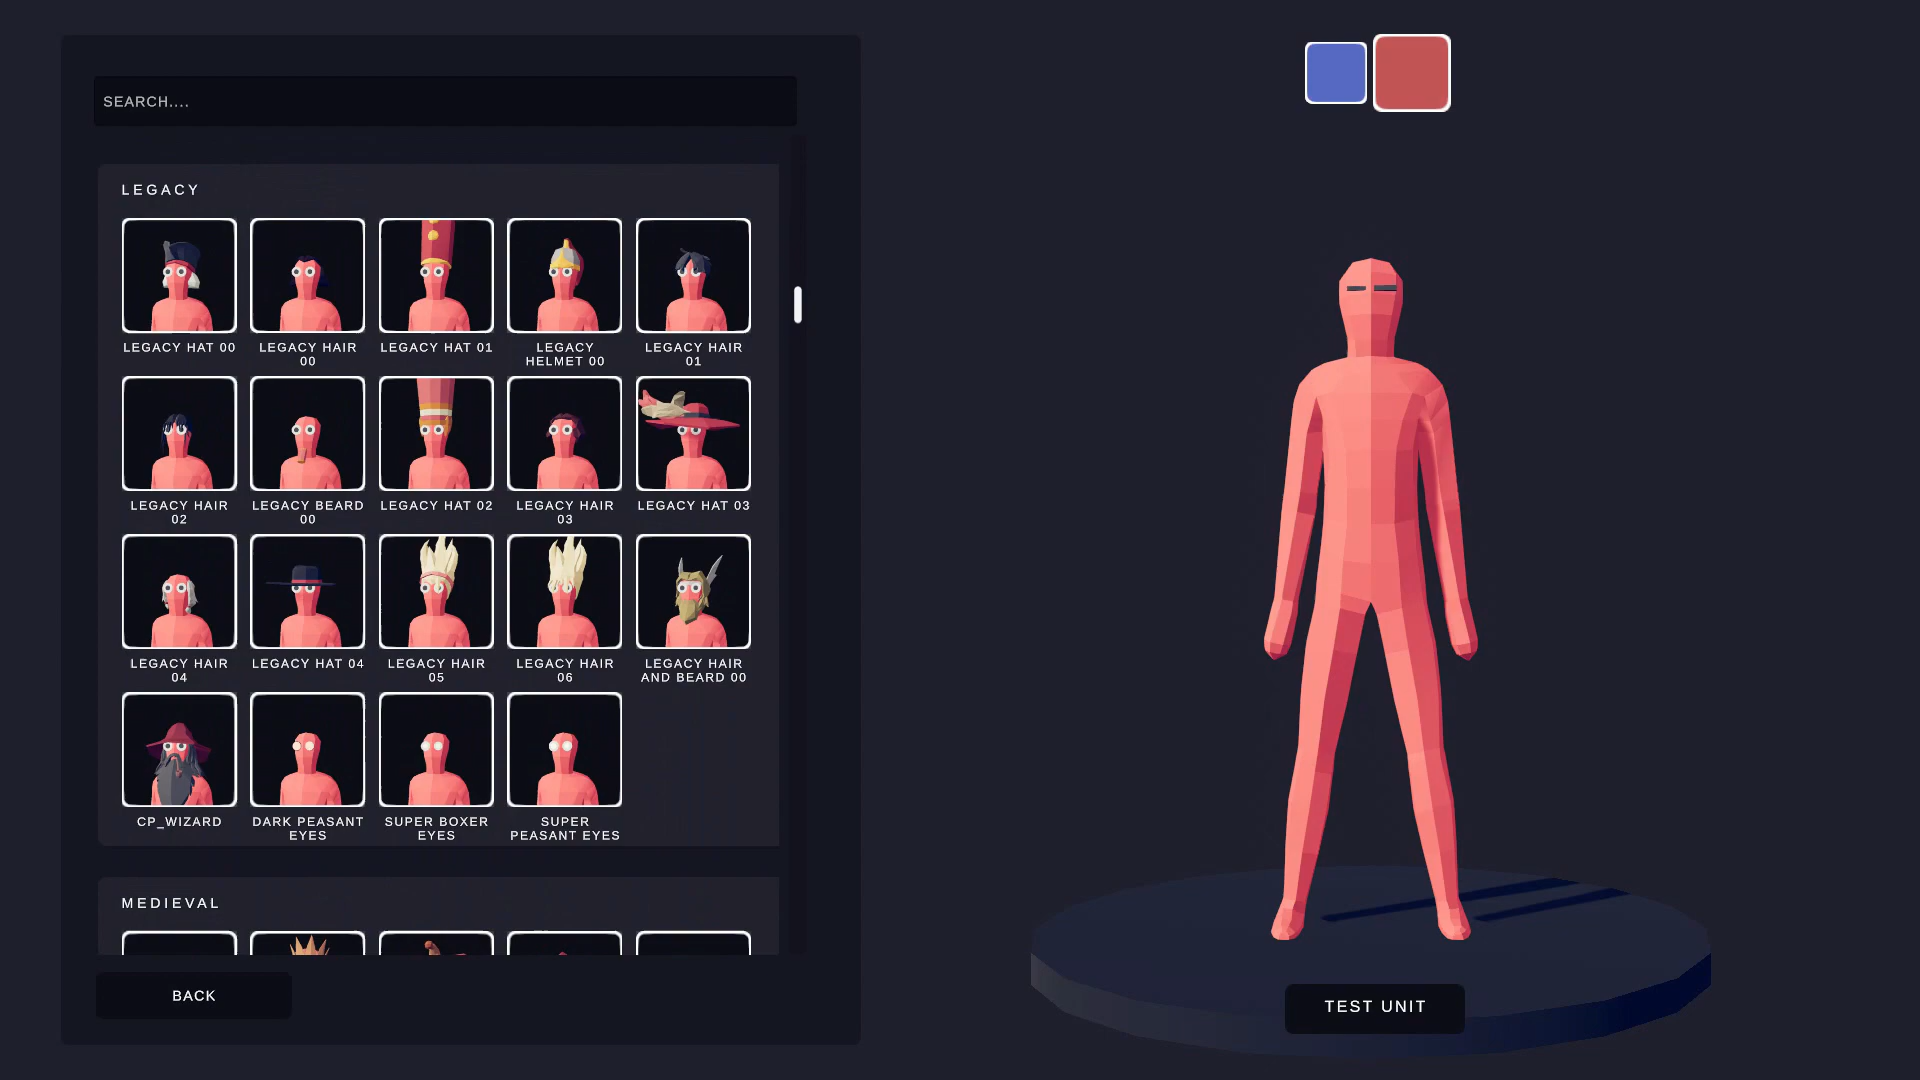 SEARCH....
LEGACY
LEGACY HAT 00
LEGACY HAIR
00
LEGACY HAT 01
LEGACY
HELMET 00
LEGACY HAIR
01
LEGACY HAIR
02
LEGACY BEARD
00
LEGACY HAT 02
LEGACY HAIR
03
LEGACY HAT 03
LEGACY HAIR
04
LEGACY HAT 04
LEGACY HAIR
05
LEGACY HAIR
06
LEGACY HAIR
AND BEARD 00
CP_WIZARD
DARK PEASANT
EYES
SUPER BOXER
EYES
SUPER
PEASANT EYES
MEDIEVAL
BACK
TEST UNIT